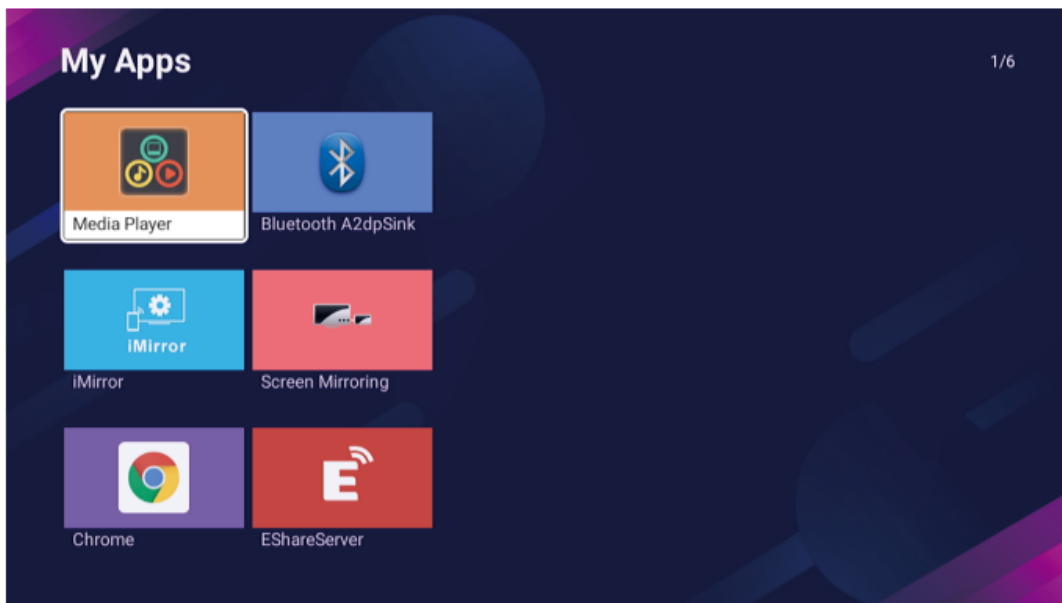 My Apps
1/6
Media Player
Bluetooth A2dpSink
iMirror
iMirror
Screen Mirroring
E
Chrome
EShareServer